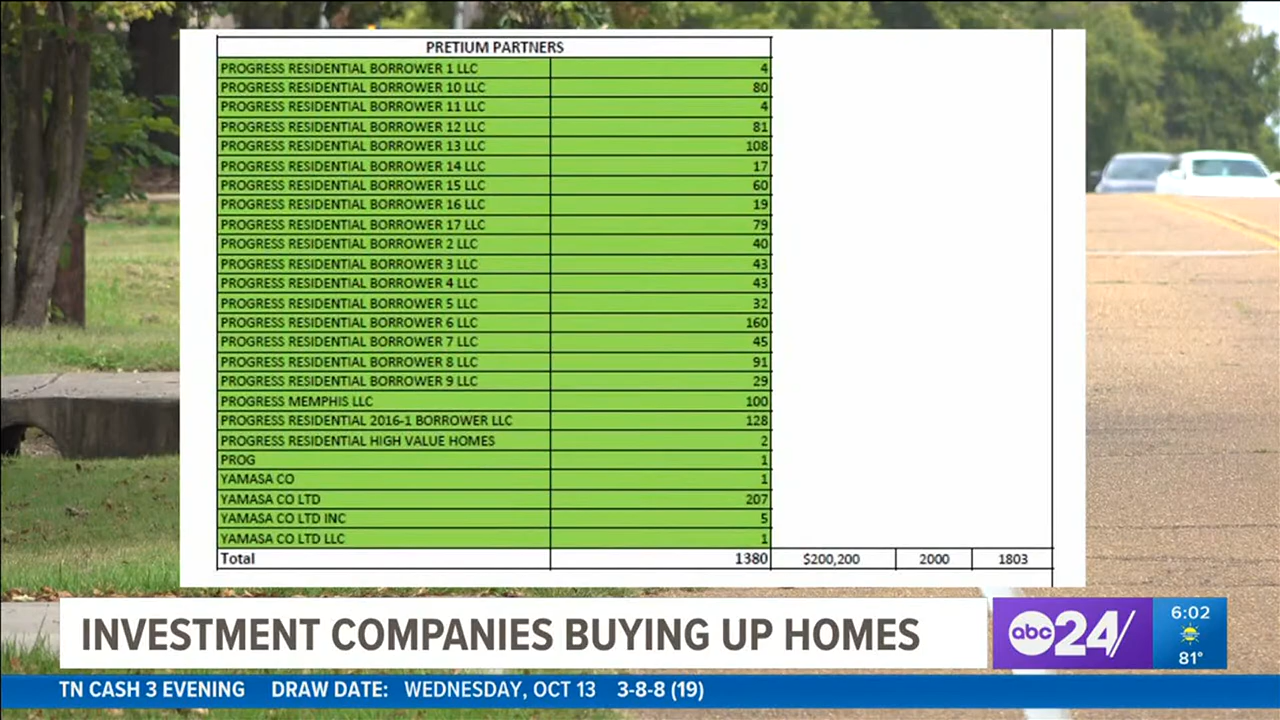 PRETIUM PARTNERS
PROGRESS RESIDENTIAL BORROWER 1 LLC 4
PROGRESS RESIDENTIAL BORROWER 10 LLC 80
PROGRESS RESIDENTIAL BORROWER 11 LLC 4
PROGRESS RESIDENTIAL BORROWER 12 LLC 81
PROGRESS RESIDENTIAL BORROWER 13 LLC 108
PROGRESS RESIDENTIAL BORROWER 14 LLC 17
PROGRESS RESIDENTIAL BORROWER 15 LLC 60
PROGRESS RESIDENTIAL BORROWER 16 LLC 19
PROGRESS RESIDENTIAL BORROWER 17 LLC 79
PROGRESS RESIDENTIAL BORROWER 2 LLC 40
PROGRESS RESIDENTIAL BORROWER 3 LLC 43
PROGRESS RESIDENTIAL BORROWER 4 LLC 43
PROGRESS RESIDENTIAL BORROWER 5 LLC 32
PROGRESS RESIDENTIAL BORROWER 6 LLC 160
PROGRESS RESIDENTIAL BORROWER 7 LLC 45
PROGRESS RESIDENTIAL BORROWER 8 LLC 91
PROGRESS RESIDENTIAL BORROWER 9 LLC 29
PROGRESS MEMPHIS LLC 100
PROGRESS RESIDENTIAL 2016-1 BORROWER LLC 128
PROGRESS RESIDENTIAL HIGH VALUE HOMES 2
PROG 1
YAMASA CO 1
YAMASA CO LTD 207
YAMASA CO LTD INC 5
YAMASA CO LTD LLC 1
Total 1380 $200,200 2000 1803
INVESTMENT COMPANIES BUYING UP HOMES
abc 24/
6:02
81°
TN CASH 3 EVENING DRAW DATE: WEDNESDAY, OCT 13 3-8-8 (19)